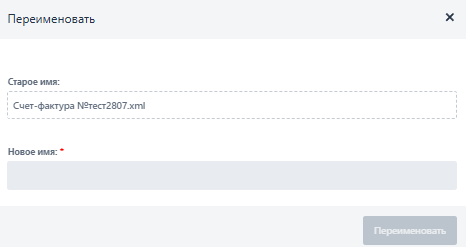 Переименовать
Старое имя:
Счет-фактура №тест2807.xml
Новое имя: *
Переименовать